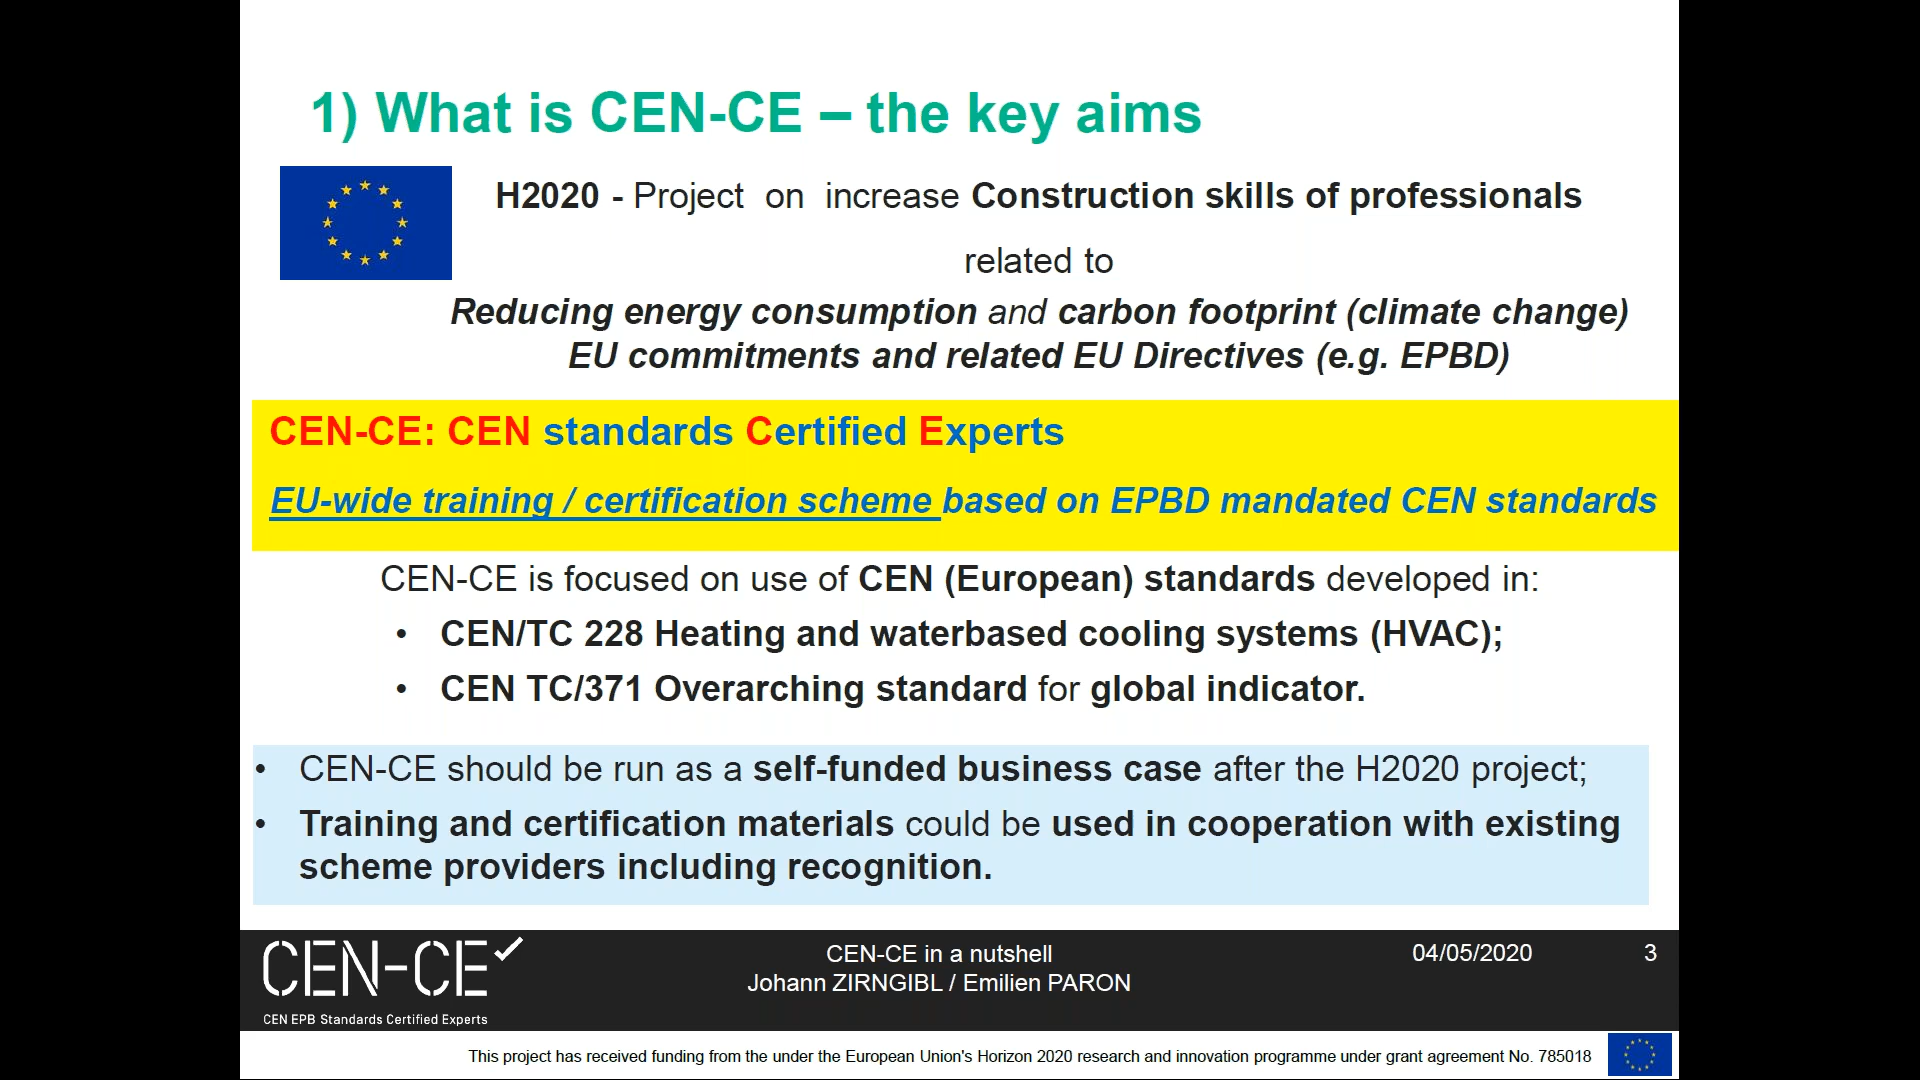 1) What is CEN-CE – the key aims
H2020 - Project on increase Construction skills of professionals
related to
Reducing energy consumption and carbon footprint (climate change)
EU commitments and related EU Directives (e.g. EPBD)
CEN-CE: CEN standards Certified Experts
EU-wide training / certification scheme based on EPBD mandated CEN standards
CEN-CE is focused on use of CEN (European) standards developed in:
• CEN/TC 228 Heating and waterbased cooling systems (HVAC);
• CEN TC/371 Overarching standard for global indicator.
• CEN-CE should be run as a self-funded business case after the H2020 project;
• Training and certification materials could be used in cooperation with existing
scheme providers including recognition.
CEN-CE
CEN EPB Standards Certified Experts
CEN-CE in a nutshell
Johann ZIRNGIBL / Emilien PARON
04/05/2020
3
This project has received funding from the under the European Union's Horizon 2020 research and innovation programme under grant agreement No. 785018